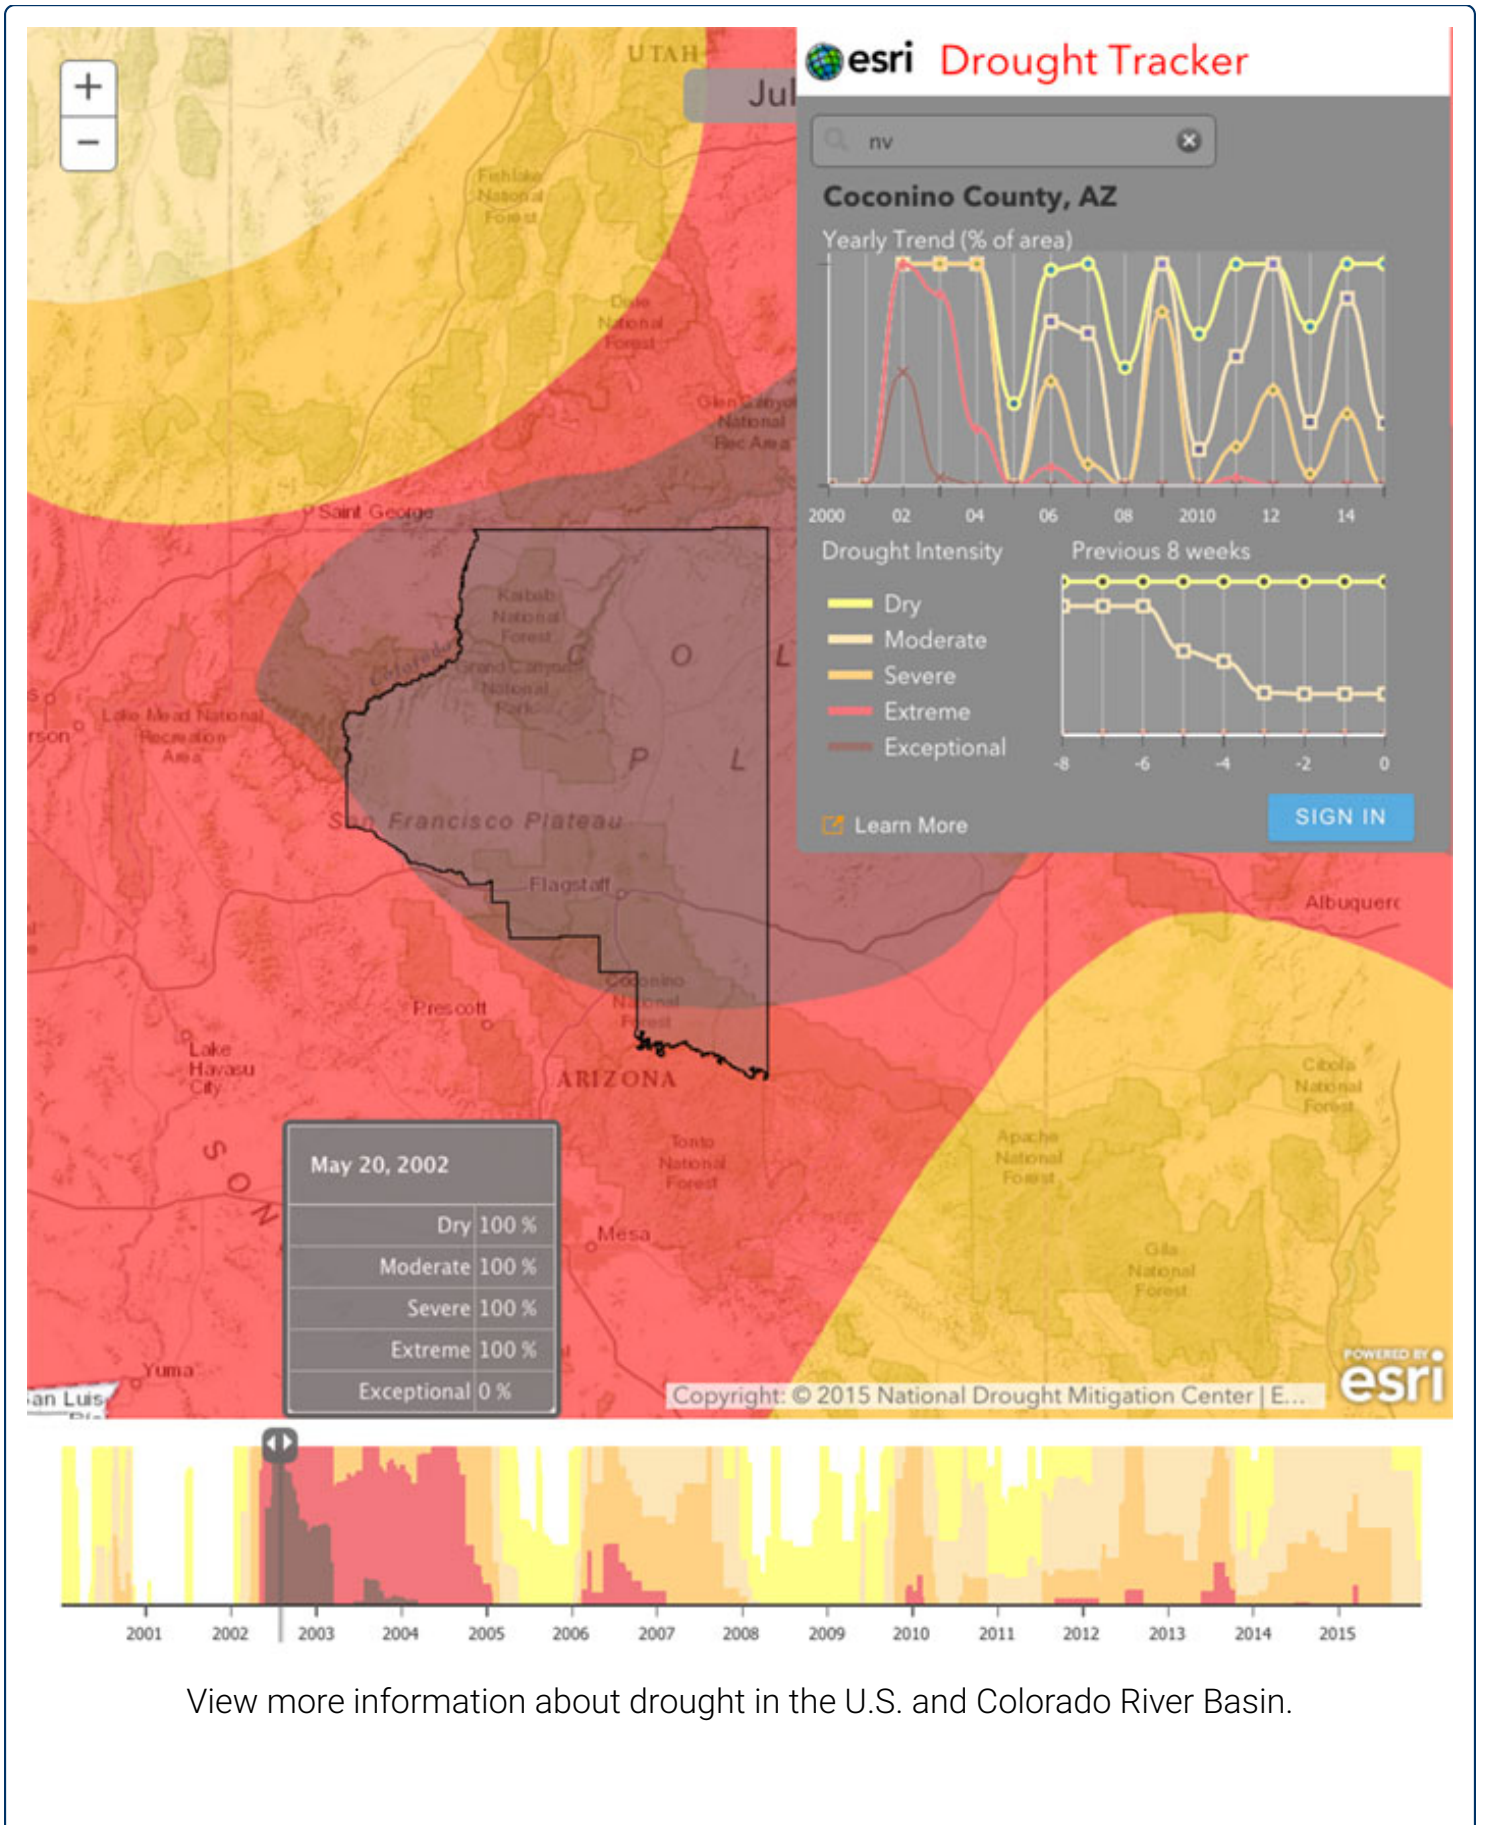 +
−
UTAH
Jul
esri Drought Tracker
nv
Coconino County, AZ
Yearly Trend (% of area)
2000 02 04 06 08 2010 12 14
Drought Intensity
Dry
Moderate
Severe
Extreme
Exceptional
Previous 8 weeks
-8 -6 -4 -2 0
Learn More
SIGN IN
Fishlake
National
Forest
Dixie
National
Forest
Glen Canyon
National
Rec Area
Saint George
Kaibab
National
Forest
Colorado
Grand Canyon
National
Park
C O L
P L
Lake Mead National
Recreation
Area
rson
San Francisco Plateau
Flagstaff
Albuquerq
Coconino
National
Forest
Prescott
Lake
Havasu
City
ARIZONA
Cibola
National
Forest
Tonto
National
Forest
Apache
National
Forest
S O N
Mesa
Gila
National
Forest
Yuma
an Luis
May 20, 2002
Dry 100 %
Moderate 100 %
Severe 100 %
Extreme 100 %
Exceptional 0 %
POWERED BY
esri
Copyright: © 2015 National Drought Mitigation Center | E...
2001 2002 2003 2004 2005 2006 2007 2008 2009 2010 2011 2012 2013 2014 2015
View more information about drought in the U.S. and Colorado River Basin.